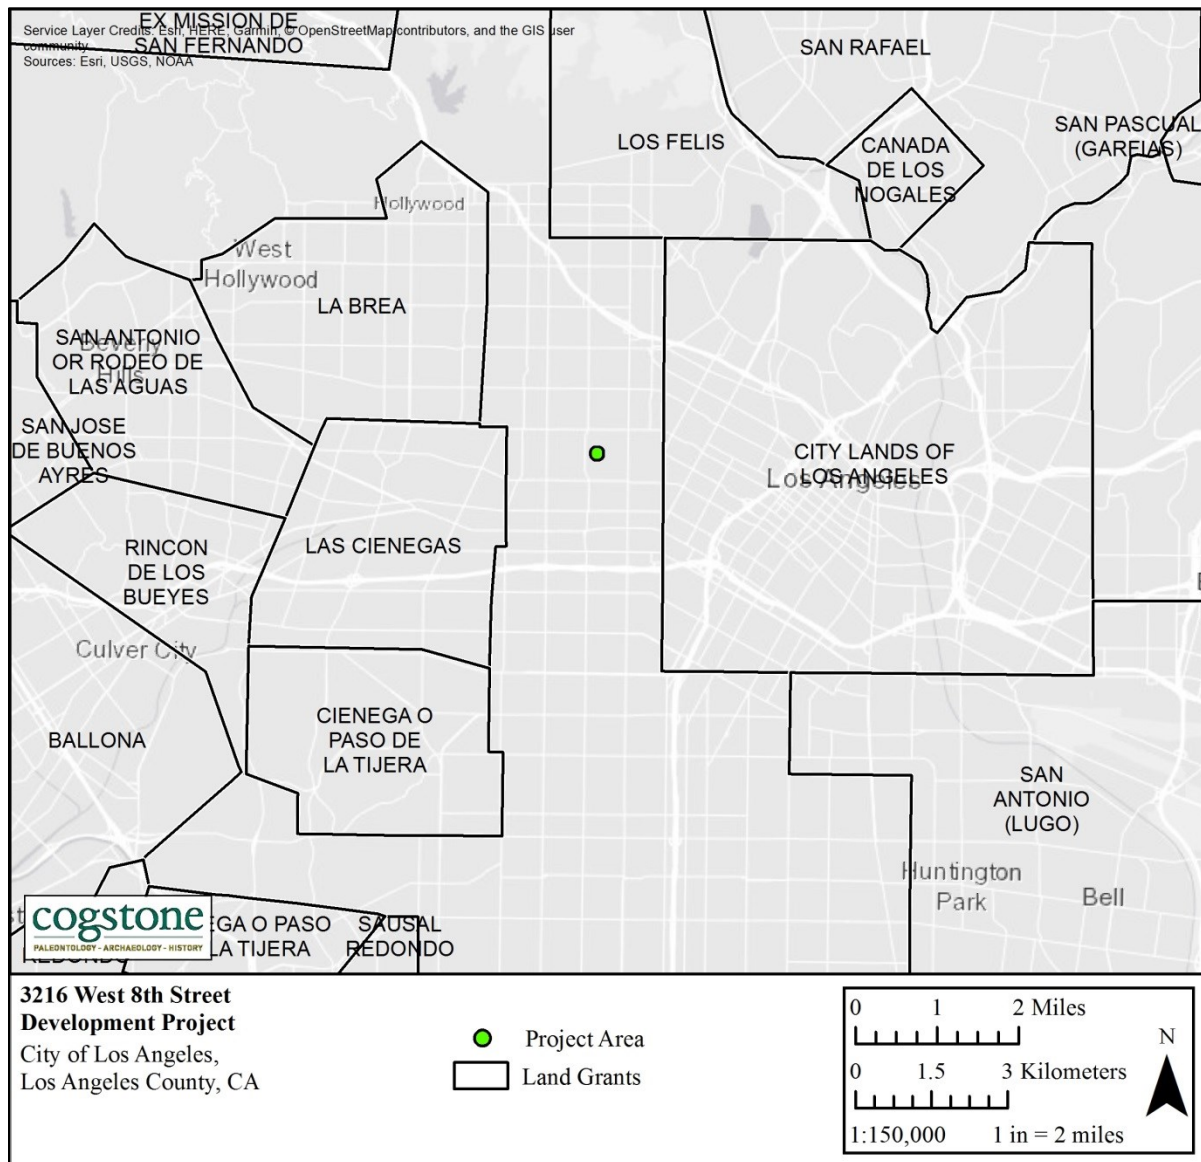 Service Layer Credits: Esri, HERE, Garmin, © OpenStreetMap contributors, and the GIS user
community
Sources: Esri, USGS, NOAA
EX MISSION DE
SAN FERNANDO
SAN RAFAEL
LOS FELIS
CANADA
DE LOS
NOGALES
SAN PASCUAL
(GARFIAS)
Hollywood
West
Hollywood
LA BREA
SAN ANTONIO
OR RODEO DE
LAS AGUAS
Beverly
Hills
SAN JOSE
DE BUENOS
AYRES
CITY LANDS OF
LOS ANGELES
Los Angeles
LAS CIENEGAS
RINCON
DE LOS
BUEYES
Culver City
CIENEGA O
PASO DE
LA TIJERA
BALLONA
SAN
ANTONIO
(LUGO)
Huntington
Park
Bell
cogstone
PALEONTOLOGY - ARCHAEOLOGY - HISTORY
EGA O PASO
LA TIJERA
SAUSAL
REDONDO
REDONDO
3216 West 8th Street
Development Project
City of Los Angeles,
Los Angeles County, CA
Project Area
Land Grants
0 1 2 Miles
0 1.5 3 Kilometers
1:150,000 1 in = 2 miles
N